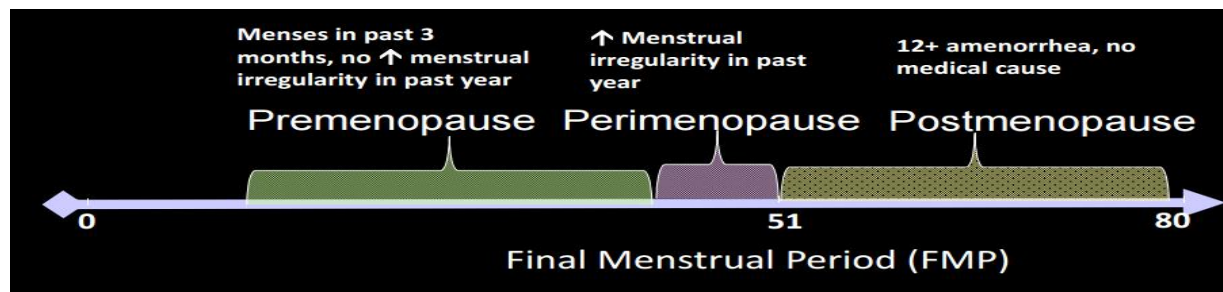 Menses in past 3
months, no ↑ menstrual
irregularity in past year
↑ Menstrual
irregularity in past
year
12+ amenorrhea, no
medical cause
Premenopause
Perimenopause
Postmenopause
0
51
80
Final Menstrual Period (FMP)